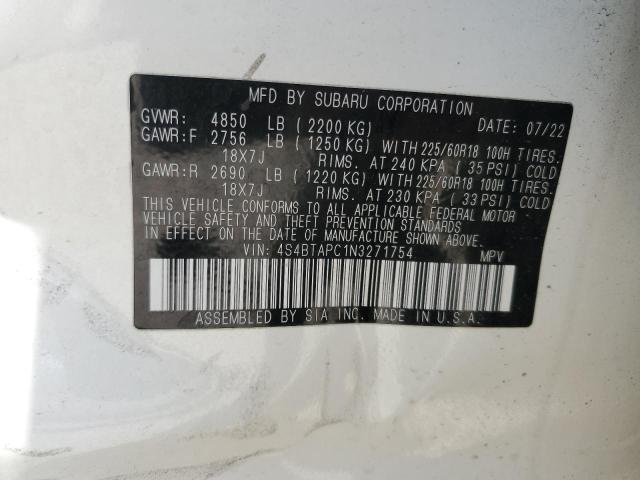 MFD BY SUBARU CORPORATION
GVWR: 4850 LB ( 2200 KG) DATE: 07/22
GAWR:F 2756 LB ( 1250 KG) WITH 225/60R18 100H TIRES.
18X7J RIMS. AT 240 KPA ( 35 PSI) COLD
GAWR:R 2690 LB ( 1220 KG) WITH 225/60R18 100H TIRES.
18X7J RIMS. AT 230 KPA ( 33 PSI) COLD
THIS VEHICLE CONFORMS TO ALL APPLICABLE FEDERAL MOTOR
VEHICLE SAFETY AND THEFT PREVENTION STANDARDS
IN EFFECT ON THE DATE OF MANUFACTURE SHOWN ABOVE.
VIN: 4S4BTAPC1N3271754 MPV
ASSEMBLED BY SIA INC. MADE IN U.S.A.